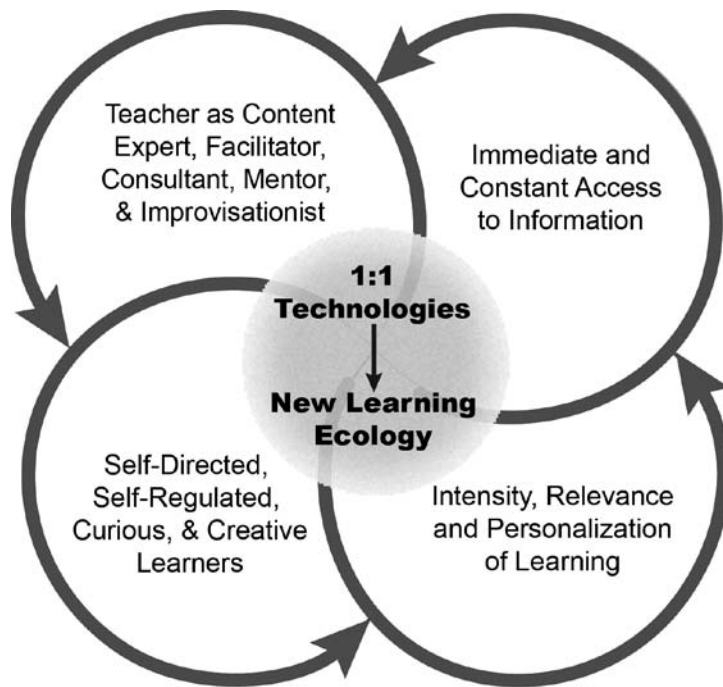 Teacher as Content
Expert, Facilitator,
Consultant, Mentor,
& Improvisationist
Immediate and
Constant Access
to Information
1:1
Technologies
New Learning
Ecology
Self-Directed,
Self-Regulated,
Curious, & Creative
Learners
Intensity, Relevance
and Personalization
of Learning